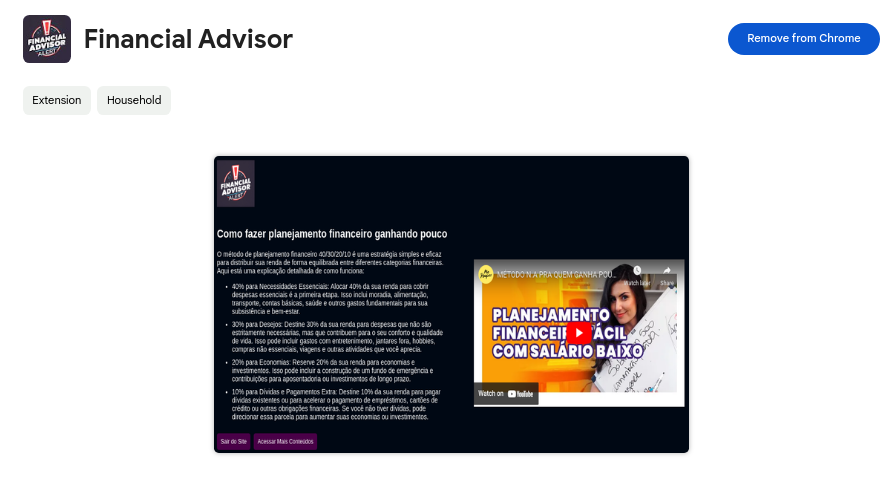 FINANCIAL
ADVISOR
ALERT
Financial Advisor
Remove from Chrome
Extension
Household
FINANCIAL
ADVISOR
ALERT
Como fazer planejamento financeiro ganhando pouco
O método de planejamento financeiro 40/30/20/10 é uma estratégia simples e eficaz
para distribuir sua renda de forma equilibrada entre diferentes categorias financeiras.
Aqui está uma explicação detalhada de como funciona:
• 40% para Necessidades Essenciais: Alocar 40% da sua renda para cobrir
despesas essenciais é a primeira etapa. Isso inclui moradia, alimentação,
transporte, contas básicas, saúde e outros gastos fundamentais para sua
subsistência e bem-estar.
• 30% para Desejos: Destine 30% da sua renda para despesas que não são
estritamente necessárias, mas que contribuem para o seu conforto e qualidade
de vida. Isso pode incluir gastos com entretenimento, jantares fora, hobbies,
compras não essenciais, viagens e outras atividades que você aprecia.
• 20% para Economias: Reserve 20% da sua renda para economias e
investimentos. Isso pode incluir a construção de um fundo de emergência e
contribuições para aposentadoria ou investimentos de longo prazo.
• 10% para Dívidas e Pagamentos Extra: Destine 10% da sua renda para pagar
dívidas existentes ou para acelerar o pagamento de empréstimos, cartões de
crédito ou outras obrigações financeiras. Se você não tiver dívidas, pode
direcionar essa parcela para aumentar suas economias ou investimentos.
Sair do Site
Acessar Mais Conteúdos
METODO N.A PRA QUEM GANHA POU...
Watch later
Share
PLANEJAMENTO
FINANCEIRO FÁCIL
COM SALÁRIO BAIXO
Watch on YouTube